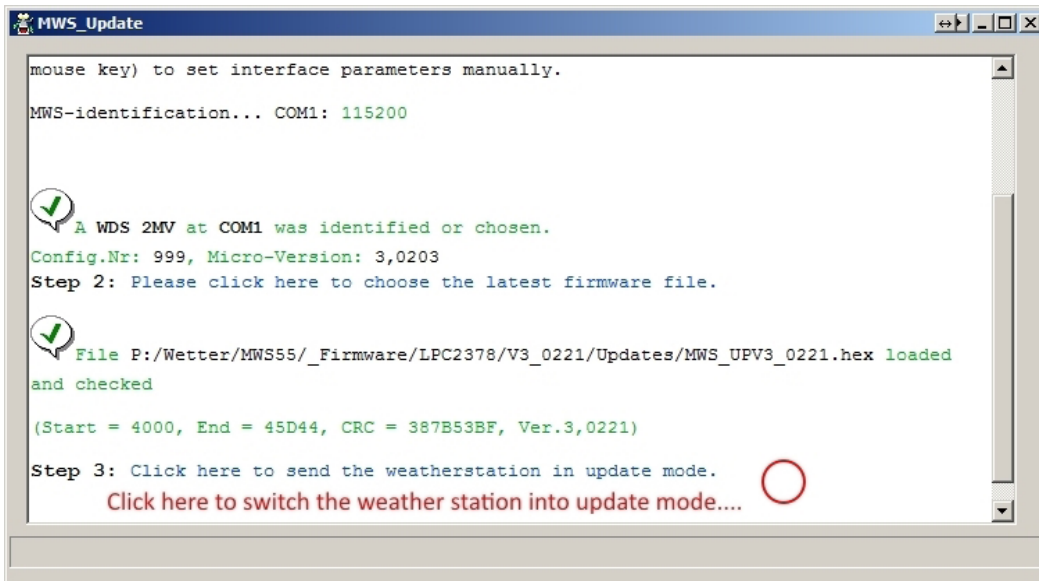 MWS_Update
mouse key) to set interface parameters manually.
MWS-identification... COM1: 115200
A WDS 2MV at COM1 was identified or chosen.
Config.Nr: 999, Micro-Version: 3,0203
Step 2: Please click here to choose the latest firmware file.
File P:/Wetter/MWS55/_Firmware/LPC2378/V3_0221/Updates/MWS_UPV3_0221.hex loaded
and checked
(Start = 4000, End = 45D44, CRC = 387B53BF, Ver.3,0221)
Step 3: Click here to send the weatherstation in update mode.
Click here to switch the weather station into update mode....